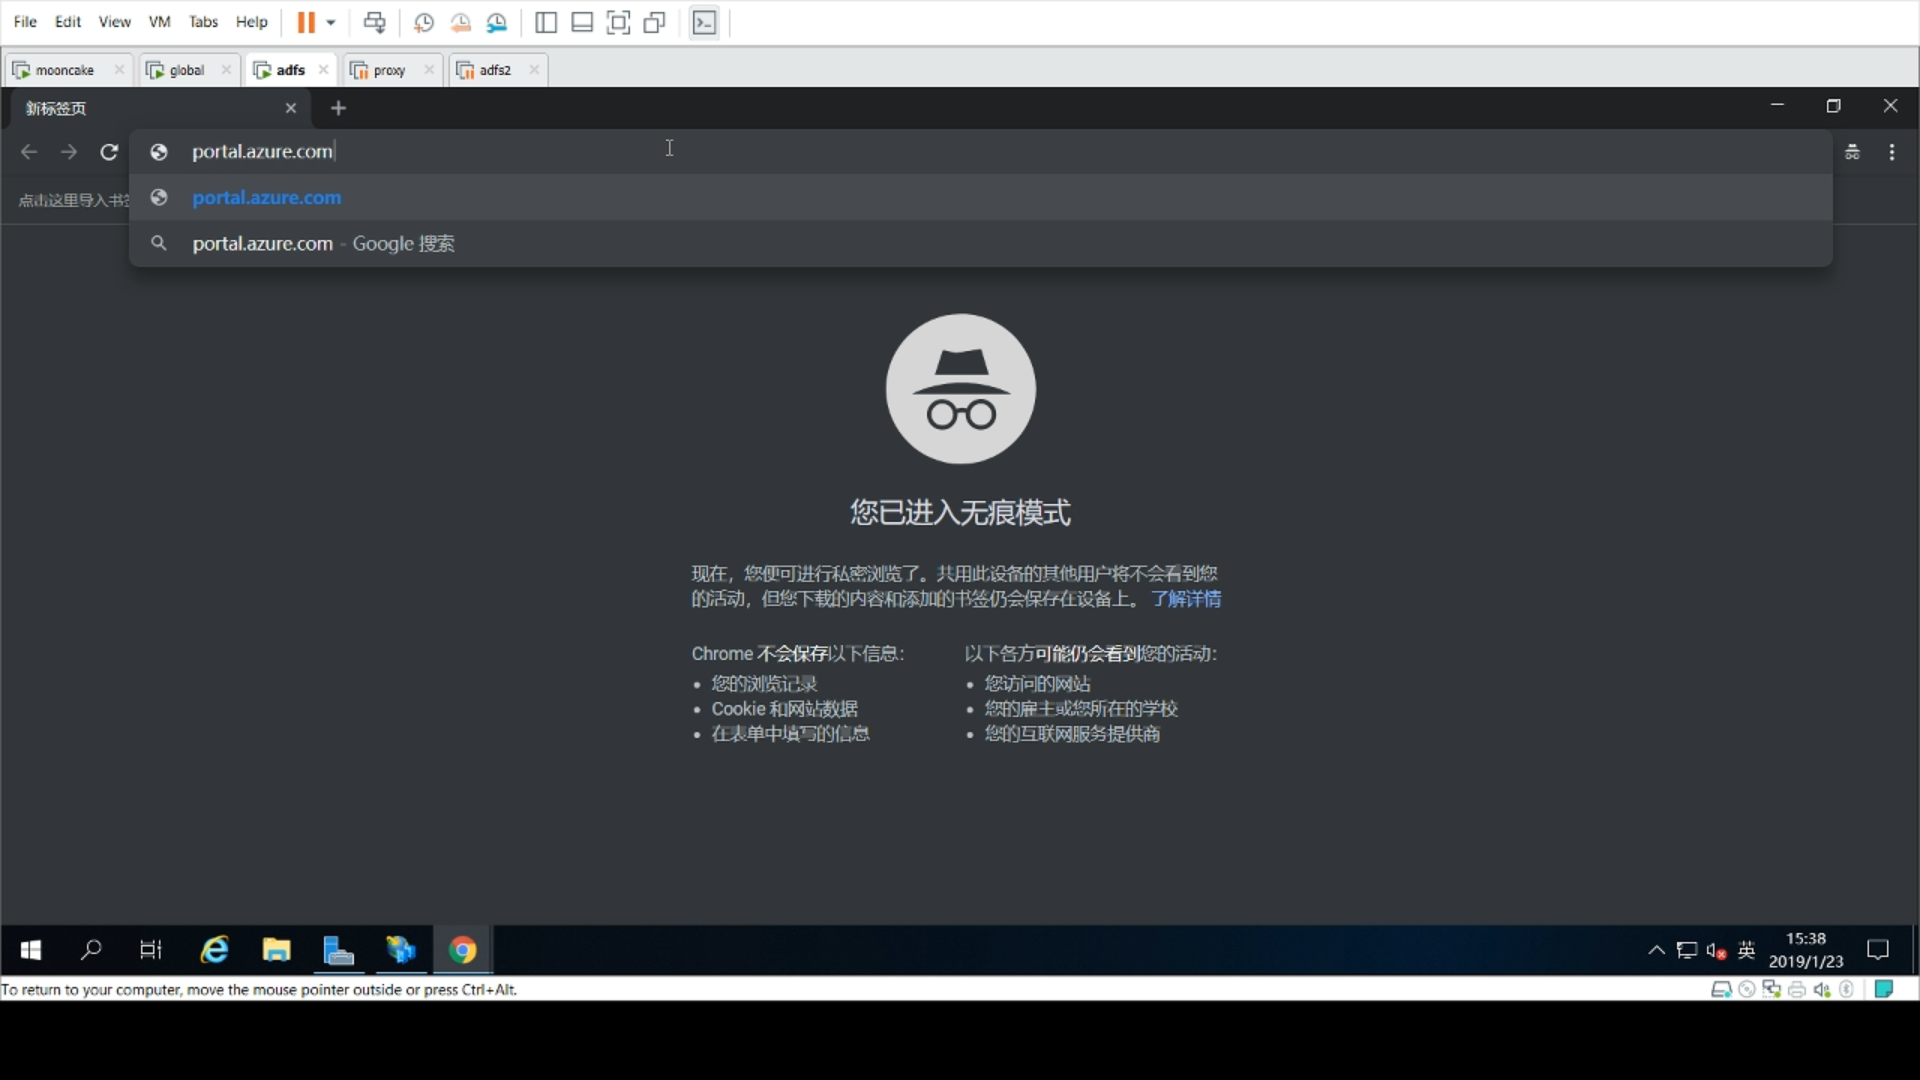 File Edit View VM Tabs Help
mooncake global adfs proxy adfs2
新标签页
portal.azure.com
点击这里导入书签
portal.azure.com
portal.azure.com - Google 搜索
您已进入无痕模式
现在，您便可进行私密浏览了。共用此设备的其他用户将不会看到您
的活动，但您下载的内容和添加的书签仍会保存在设备上。 了解详情
Chrome 不会保存以下信息：
您的浏览记录
Cookie 和网站数据
在表单中填写的信息
以下各方可能仍会看到您的活动：
您访问的网站
您的雇主或您所在的学校
您的互联网服务提供商
英
15:38
2019/1/23
To return to your computer, move the mouse pointer outside or press Ctrl+Alt.